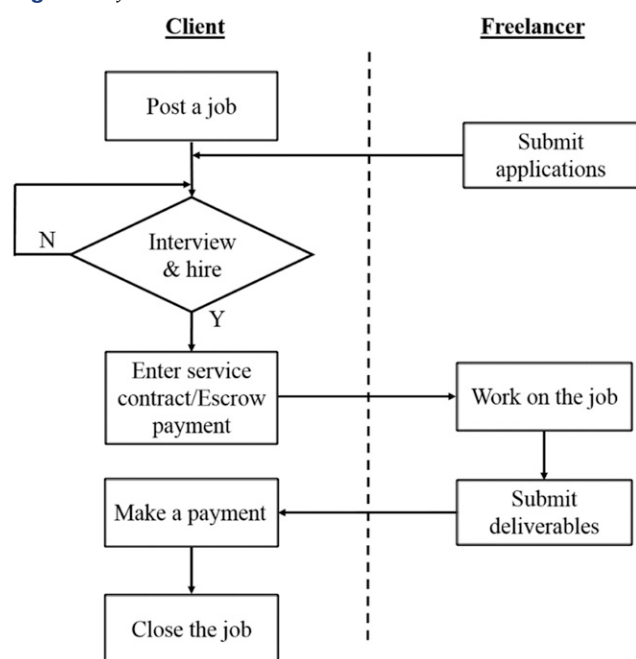 Client
Freelancer
Post a job
Submit
applications
N
Interview
& hire
Y
Enter service
contract/Escrow
payment
Work on the job
Make a payment
Submit
deliverables
Close the job